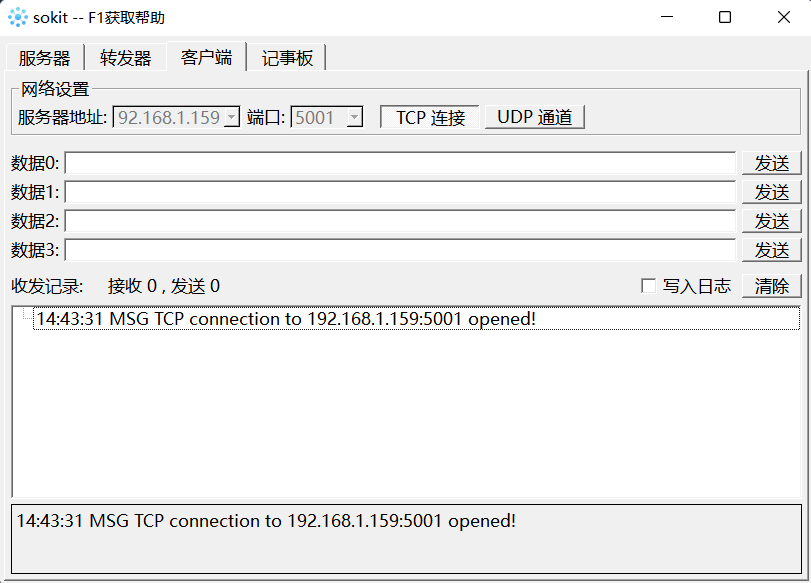 sokit -- F1获取帮助
服务器 转发器 客户端 记事板
网络设置
服务器地址: 92.168.1.159 端口: 5001 TCP 连接 UDP 通道
数据0: 发送
数据1: 发送
数据2: 发送
数据3: 发送
收发记录: 接收 0 , 发送 0 写入日志 清除
14:43:31 MSG TCP connection to 192.168.1.159:5001 opened!
14:43:31 MSG TCP connection to 192.168.1.159:5001 opened!